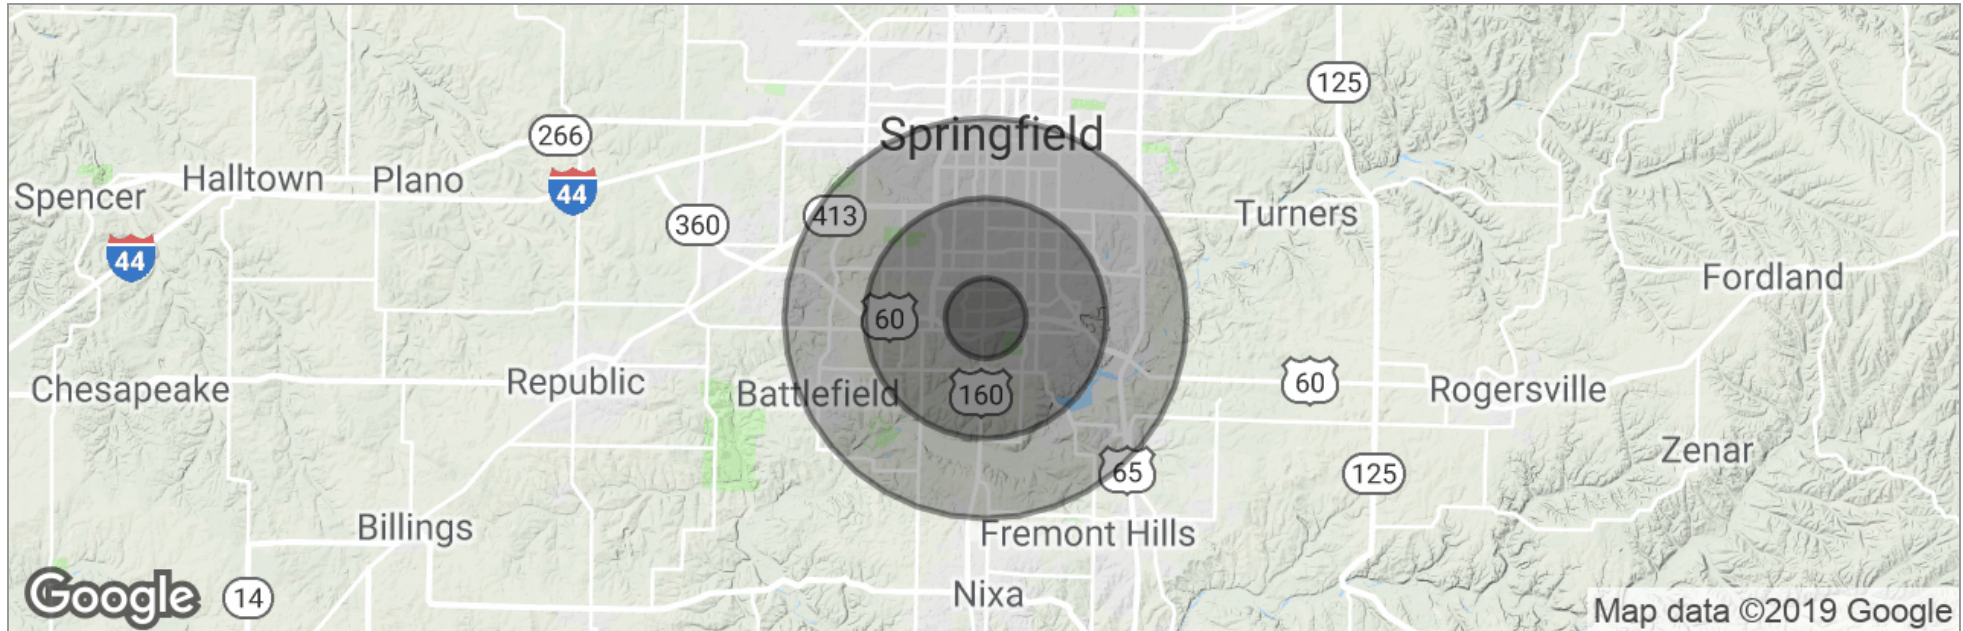 125
Springfield
266
Halltown
Plano
44
Spencer
413
360
Turners
44
Fordland
60
Republic
Battlefield
160
60
Rogersville
Chesapeake
Zenar
65
125
Billings
Fremont Hills
Google
14
Nixa
Map data ©2019 Google